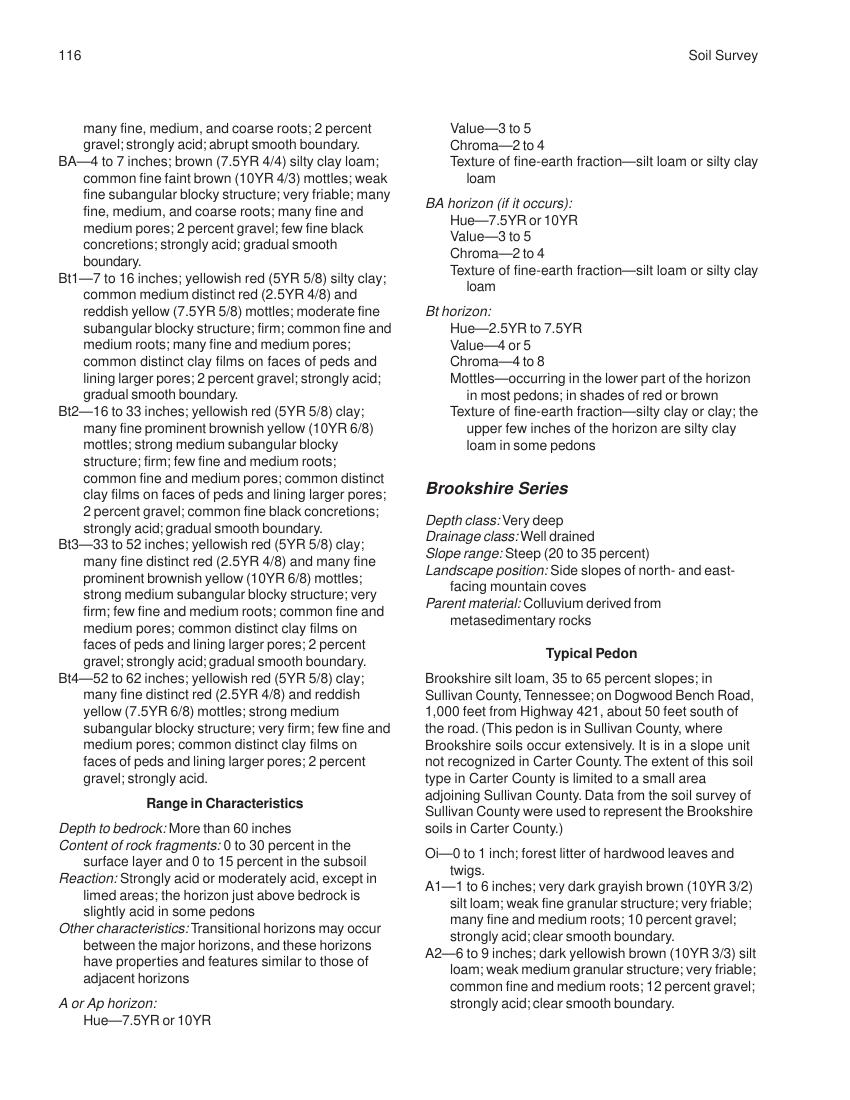 116
Soil Survey
many fine, medium, and coarse roots; 2 percent
gravel; strongly acid; abrupt smooth boundary.
BA—4 to 7 inches; brown (7.5YR 4/4) silty clay loam;
common fine faint brown (10YR 4/3) mottles; weak
fine subangular blocky structure; very friable; many
fine, medium, and coarse roots; many fine and
medium pores; 2 percent gravel; few fine black
concretions; strongly acid; gradual smooth
boundary.
Bt1—7 to 16 inches; yellowish red (5YR 5/8) silty clay;
common medium distinct red (2.5YR 4/8) and
reddish yellow (7.5YR 5/8) mottles; moderate fine
subangular blocky structure; firm; common fine and
medium roots; many fine and medium pores;
common distinct clay films on faces of peds and
lining larger pores; 2 percent gravel; strongly acid;
gradual smooth boundary.
Bt2—16 to 33 inches; yellowish red (5YR 5/8) clay;
many fine prominent brownish yellow (10YR 6/8)
mottles; strong medium subangular blocky
structure; firm; few fine and medium roots;
common fine and medium pores; common distinct
clay films on faces of peds and lining larger pores;
2 percent gravel; common fine black concretions;
strongly acid; gradual smooth boundary.
Bt3—33 to 52 inches; yellowish red (5YR 5/8) clay;
many fine distinct red (2.5YR 4/8) and many fine
prominent brownish yellow (10YR 6/8) mottles;
strong medium subangular blocky structure; very
firm; few fine and medium roots; common fine and
medium pores; common distinct clay films on
faces of peds and lining larger pores; 2 percent
gravel; strongly acid; gradual smooth boundary.
Bt4—52 to 62 inches; yellowish red (5YR 5/8) clay;
many fine distinct red (2.5YR 4/8) and reddish
yellow (7.5YR 6/8) mottles; strong medium
subangular blocky structure; very firm; few fine and
medium pores; common distinct clay films on
faces of peds and lining larger pores; 2 percent
gravel; strongly acid.
Range in Characteristics
Depth to bedrock: More than 60 inches
Content of rock fragments: 0 to 30 percent in the
surface layer and 0 to 15 percent in the subsoil
Reaction: Strongly acid or moderately acid, except in
limed areas; the horizon just above bedrock is
slightly acid in some pedons
Other characteristics: Transitional horizons may occur
between the major horizons, and these horizons
have properties and features similar to those of
adjacent horizons
A or Ap horizon:
Hue—7.5YR or 10YR
Value—3 to 5
Chroma—2 to 4
Texture of fine-earth fraction—silt loam or silty clay
loam
BA horizon (if it occurs):
Hue—7.5YR or 10YR
Value—3 to 5
Chroma—2 to 4
Texture of fine-earth fraction—silt loam or silty clay
loam
Bt horizon:
Hue—2.5YR to 7.5YR
Value—4 or 5
Chroma—4 to 8
Mottles—occurring in the lower part of the horizon
in most pedons; in shades of red or brown
Texture of fine-earth fraction—silty clay or clay; the
upper few inches of the horizon are silty clay
loam in some pedons
Brookshire Series
Depth class: Very deep
Drainage class: Well drained
Slope range: Steep (20 to 35 percent)
Landscape position: Side slopes of north- and east-
facing mountain coves
Parent material: Colluvium derived from
metasedimentary rocks
Typical Pedon
Brookshire silt loam, 35 to 65 percent slopes; in
Sullivan County, Tennessee; on Dogwood Bench Road,
1,000 feet from Highway 421, about 50 feet south of
the road. (This pedon is in Sullivan County, where
Brookshire soils occur extensively. It is in a slope unit
not recognized in Carter County. The extent of this soil
type in Carter County is limited to a small area
adjoining Sullivan County. Data from the soil survey of
Sullivan County were used to represent the Brookshire
soils in Carter County.)
Oi—0 to 1 inch; forest litter of hardwood leaves and
twigs.
A1—1 to 6 inches; very dark grayish brown (10YR 3/2)
silt loam; weak fine granular structure; very friable;
many fine and medium roots; 10 percent gravel;
strongly acid; clear smooth boundary.
A2—6 to 9 inches; dark yellowish brown (10YR 3/3) silt
loam; weak medium granular structure; very friable;
common fine and medium roots; 12 percent gravel;
strongly acid; clear smooth boundary.